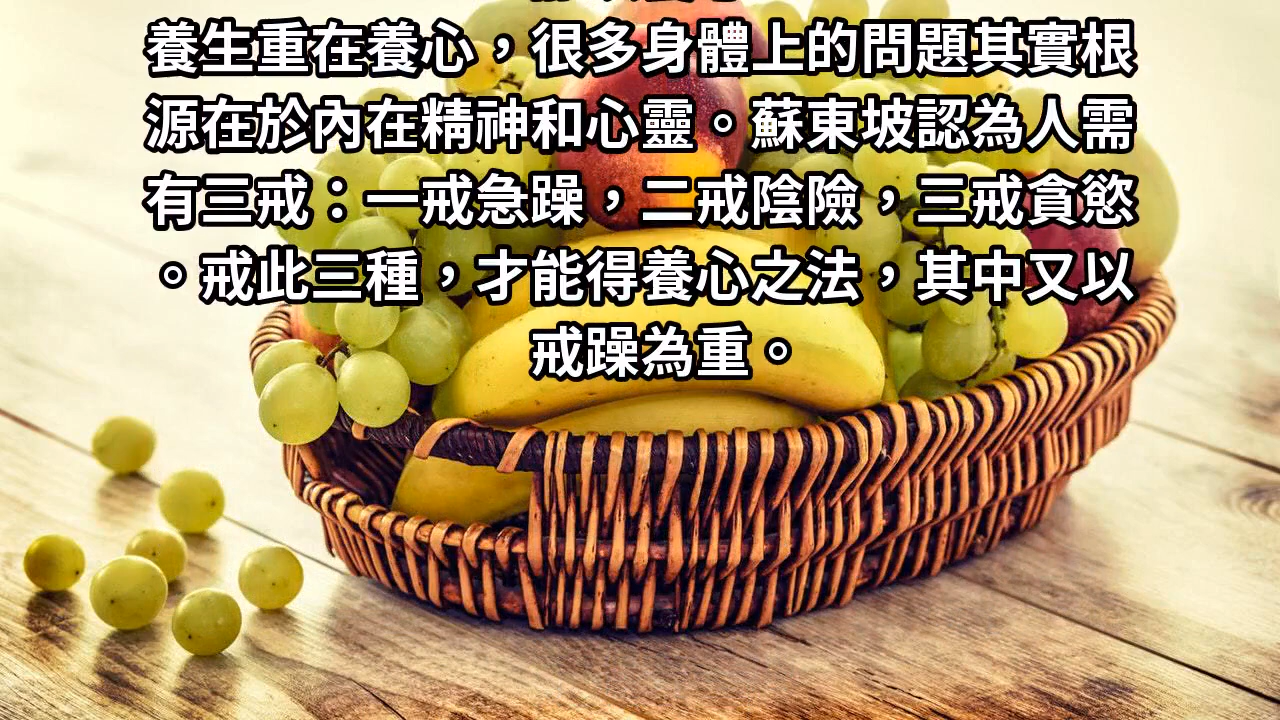 養生重在養心，很多身體上的問題其實根
源在於內在精神和心靈。蘇東坡認為人需
有三戒：一戒急躁，二戒陰險，三戒貪慾
。戒此三種，才能得養心之法，其中又以
戒躁為重。